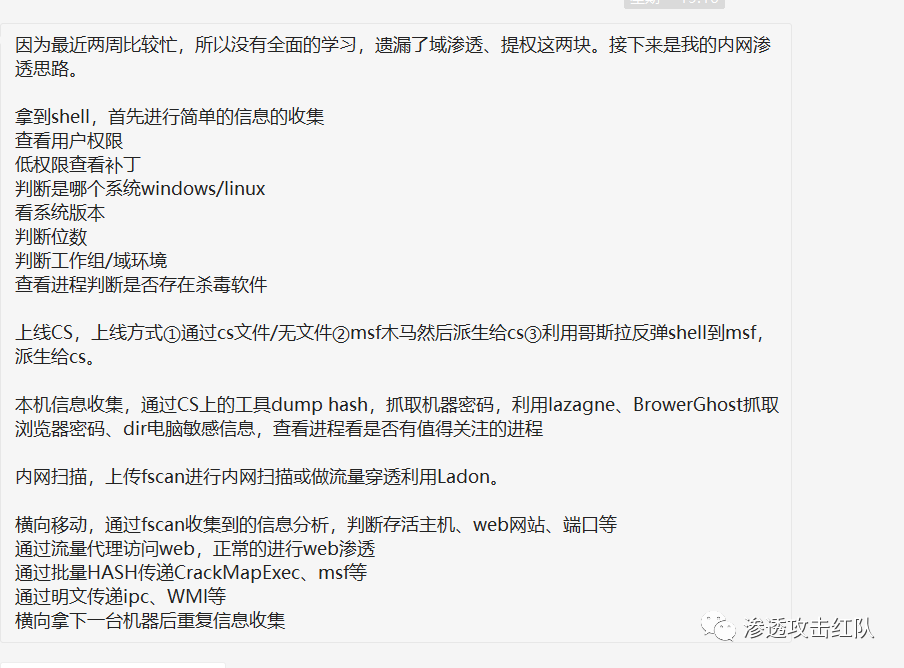 因为最近两周比较忙，所以没有全面的学习，遗漏了域渗透、提权这两块。接下来是我的内网渗
透思路。
拿到shell，首先进行简单的信息的收集
查看用户权限
低权限查看补丁
判断是哪个系统windows/linux
看系统版本
判断位数
判断工作组/域环境
查看进程判断是否存在杀毒软件
上线CS，上线方式①通过cs文件/无文件②msf木马然后派生给cs③利用哥斯拉反弹shell到msf，
派生给cs。
本机信息收集，通过CS上的工具dump hash，抓取机器密码，利用lazagne、BrowerGhost抓取
浏览器密码、dir电脑敏感信息，查看进程看是否有值得关注的进程
内网扫描，上传fscan进行内网扫描或做流量穿透利用Ladon。
横向移动，通过fscan收集到的信息分析，判断存活主机、web网站、端口等
通过流量代理访问web，正常的进行web渗透
通过批量HASH传递CrackMapExec、msf等
通过明文传递ipc、WMI等
横向拿下一台机器后重复信息收集
渗透攻击红队